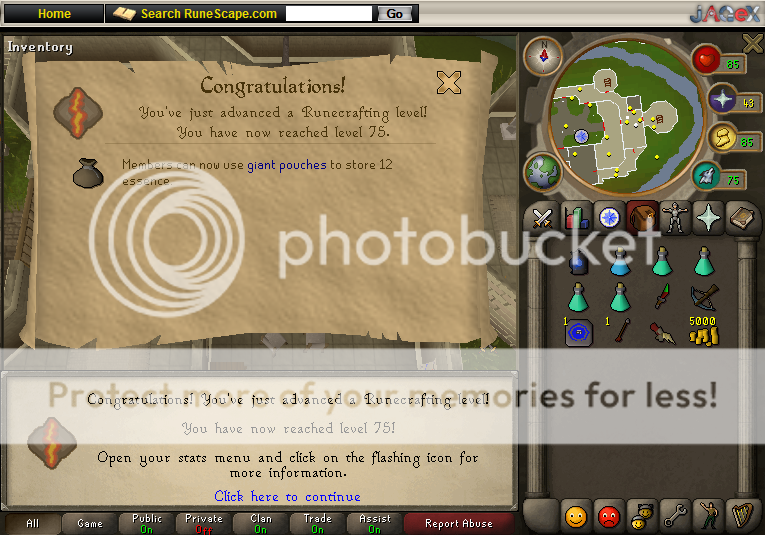 Home
Search RuneScape.com
Go
JAGeX
Inventory
Congratulations!
You've just advanced a Runecrafting level!
You have now reached level 75.
Members can now use giant pouches to store 12
essence
N
85
43
85
75
photobucket
1
1
5000
Protect more of your memories for less!
Congratulations! You've just advanced a Runecrafting level!
You have now reached level 75!
Open your stats menu and click on the flashing icon for
more information.
Click here to continue
All
Game
Public
On
Private
Clan
On
Trade
On
Assist
On
Report Abuse